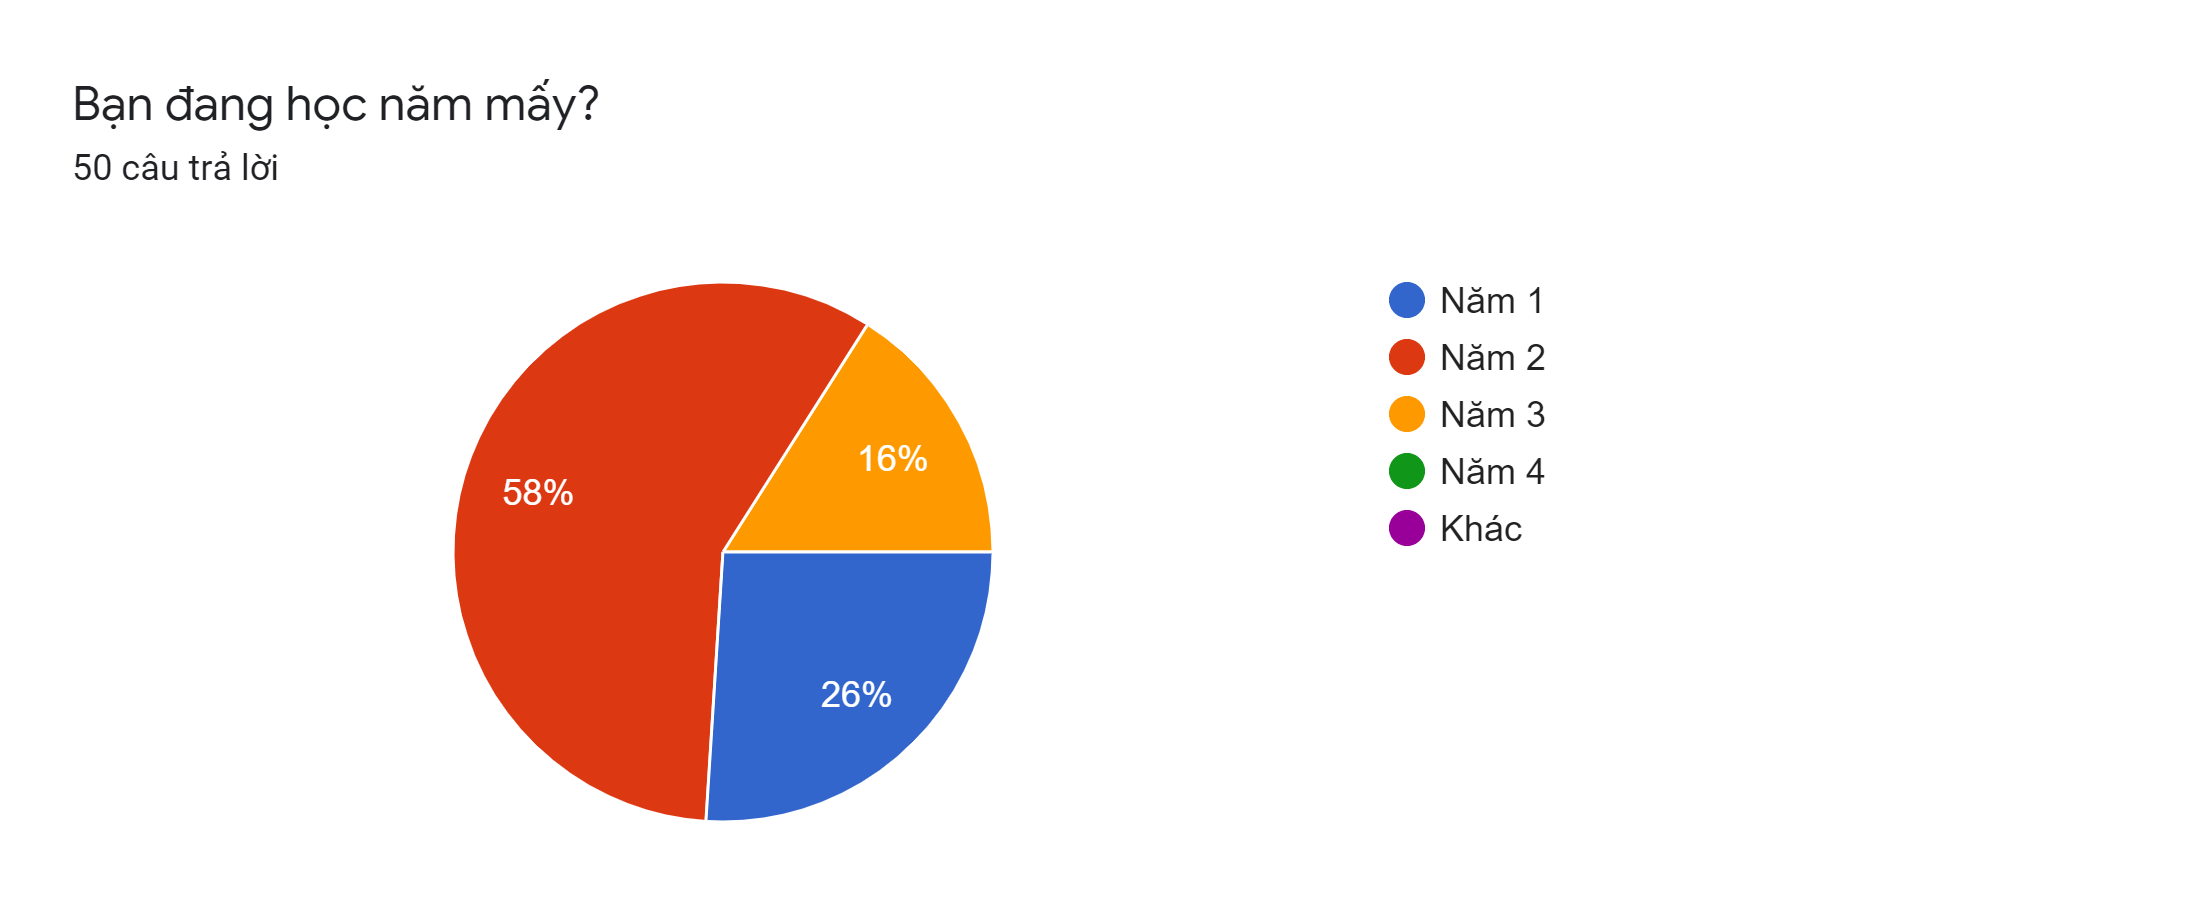 Bạn đang học năm mấy?
50 câu trả lời
58%
16%
26%
Năm 1
Năm 2
Năm 3
Năm 4
Khác